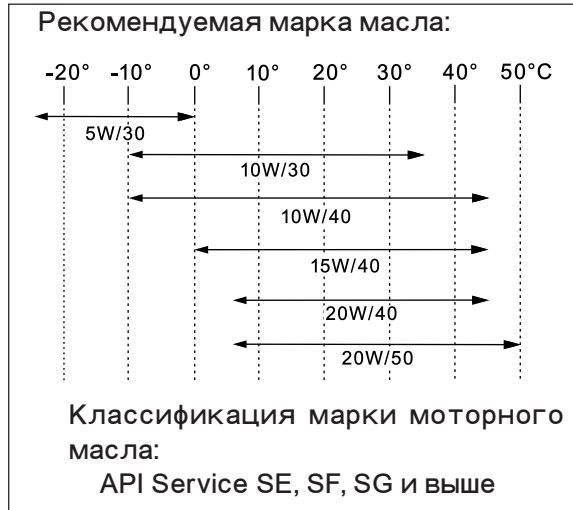 Рекомендуемая марка масла:
-20° -10° 0° 10° 20° 30° 40° 50°C
5W/30
10W/30
10W/40
15W/40
20W/40
20W/50
Классификация марки моторного
масла:
API Service SE, SF, SG и выше